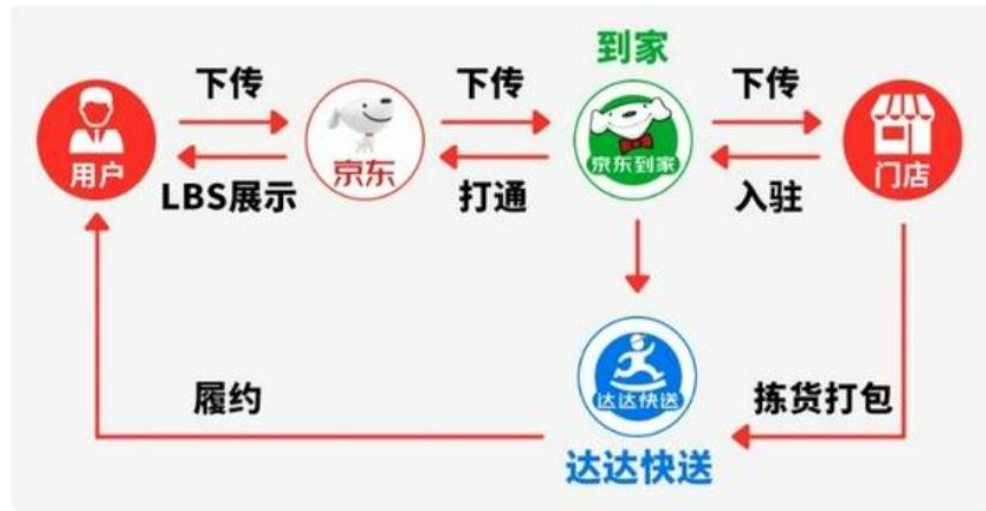 到家
下传
下传
下传
用户
京东
京东到家
门店
LBS展示
打通
入驻
达达快送
履约
拣货打包
达达快送